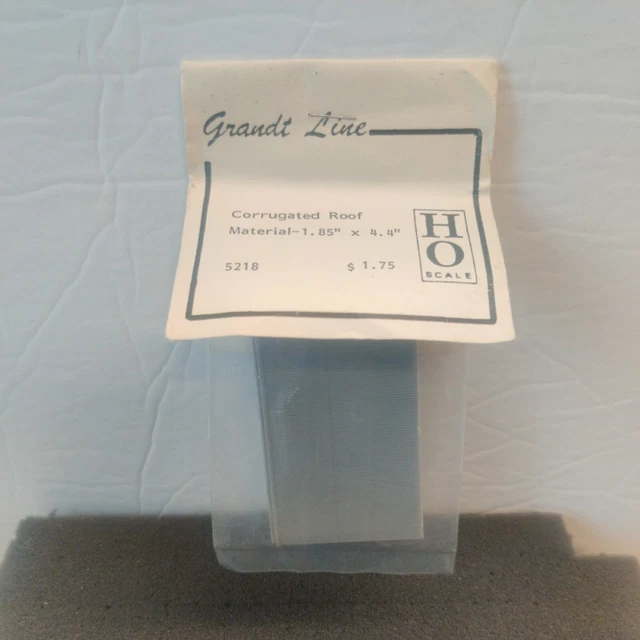 Grandt Line
Corrugated Roof
Material-1.85" x 4.4"
5218 $ 1.75
HO
SCALE